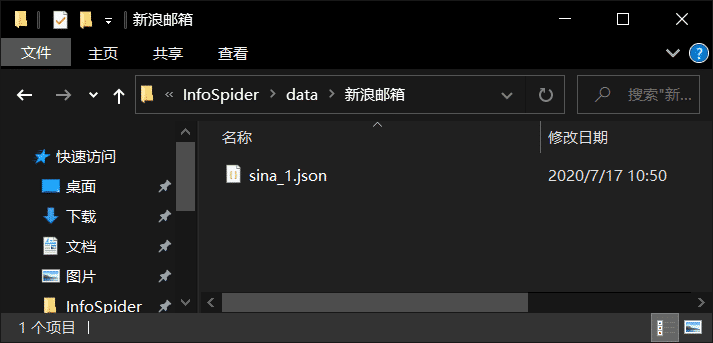 新浪邮箱
文件 主页 共享 查看 ?
« InfoSpider > data > 新浪邮箱 搜索"新...
名称 修改日期
快速访问
sina_1.json 2020/7/17 10:50
桌面
下载
文档
图片
InfoSpider
1 个项目